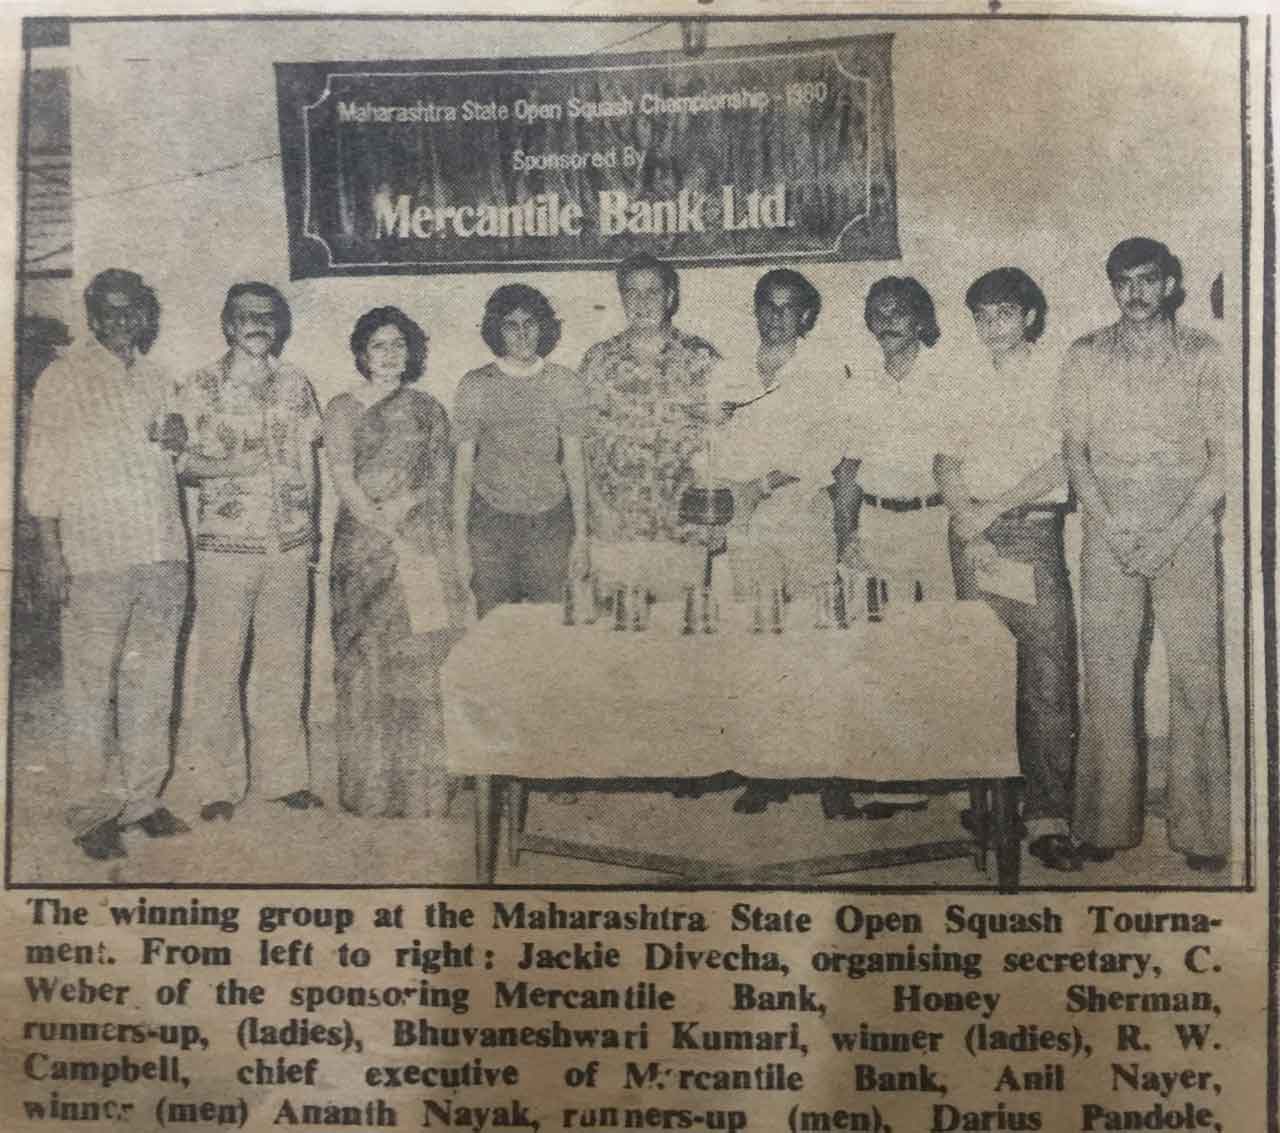 Maharashtra State Open Squash Championship - 1980
Sponsored By
Mercantile Bank Ltd.
The winning group at the Maharashtra State Open Squash Tourna-
ment. From left to right : Jackie Divecha, organising secretary, C.
Weber of the sponsoring Mercantile Bank, Honey Sherman,
runners-up, (ladies), Bhuvaneshwari Kumari, winner (ladies), R. W.
Campbell, chief executive of Mercantile Bank, Anil Nayer,
winner (men) Ananth Nayak, runners-up (men), Darius Pandole,